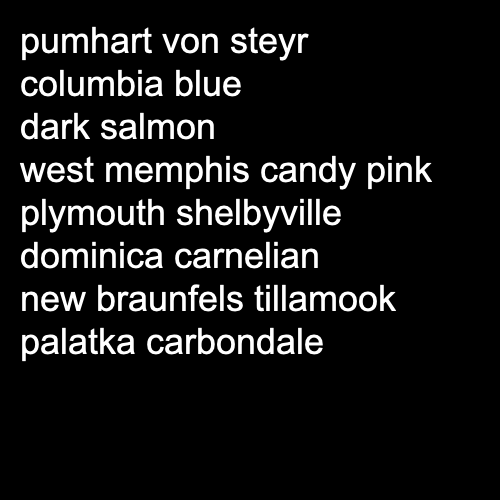 pumhart von steyr
columbia blue
dark salmon
west memphis candy pink
plymouth shelbyville
dominica carnelian
new braunfels tillamook
palatka carbondale